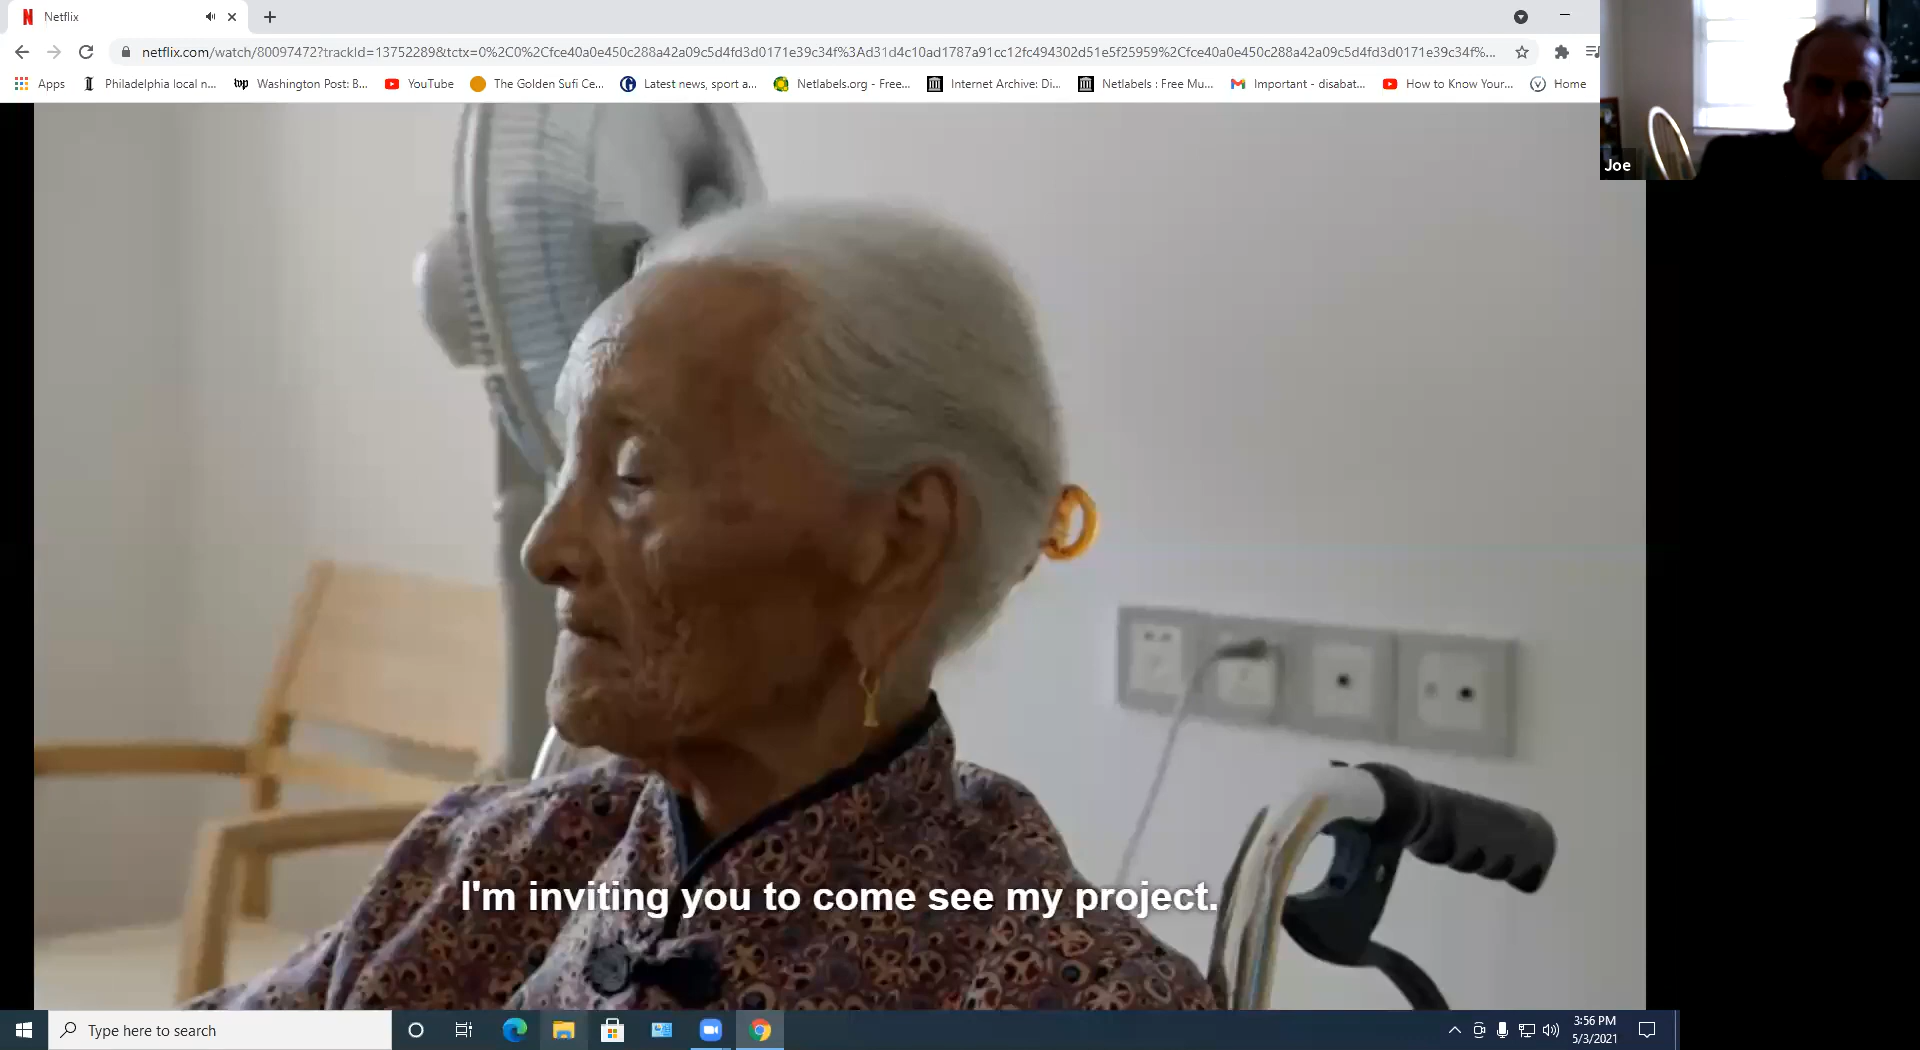 Netflix
netflix.com/watch/80097472?trackId=13752289&tctx=0%2C0%2Cfce40a0e450c288a42a09c5d4fd3d0171e39c34f%3Ad31d4c10ad1787a91cc12fc494302d51e5f25959%2Cfce40a0e450c288a42a09c5d4fd3d0171e39c34f%...
Apps Philadelphia local n... wp Washington Post: B... YouTube The Golden Sufi Ce... Latest news, sport a... Netlabels.org - Free... Internet Archive: Di... Netlabels : Free Mu... Important - disabat... How to Know Your... Home
Joe
I'm inviting you to come see my project.
Type here to search
3:56 PM
5/3/2021